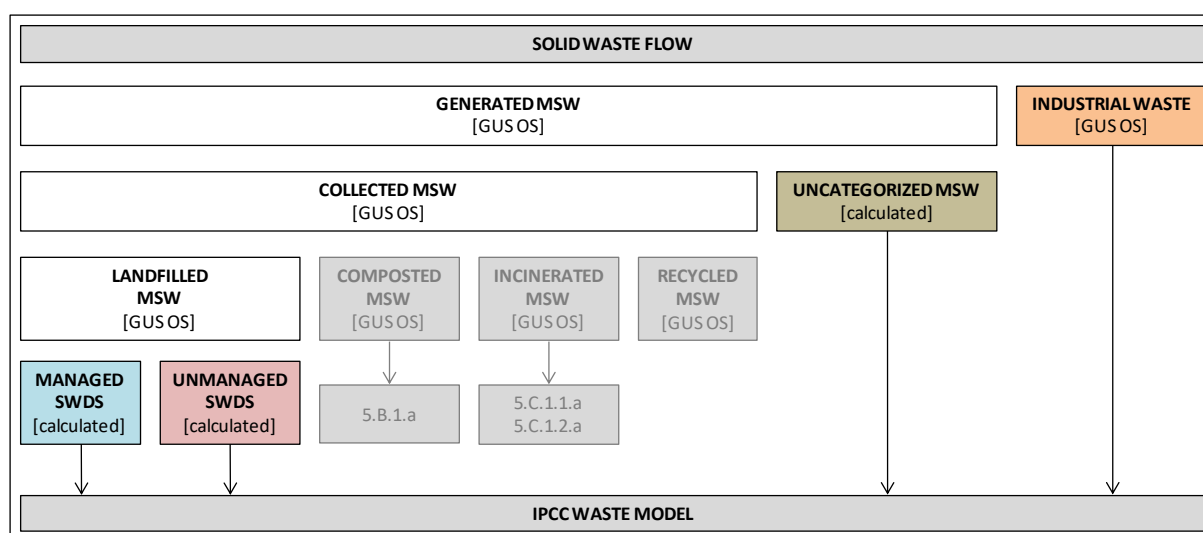 SOLID WASTE FLOW
GENERATED MSW
[GUS OS]
INDUSTRIAL WASTE
[GUS OS]
COLLECTED MSW
[GUS OS]
UNCATEGORIZED MSW
[calculated]
LANDFILLED
MSW
[GUS OS]
COMPOSTED
MSW
[GUS OS]
INCINERATED
MSW
[GUS OS]
RECYCLED
MSW
[GUS OS]
MANAGED
SWDS
[calculated]
UNMANAGED
SWDS
[calculated]
5.B.1.a
5.C.1.1.a
5.C.1.2.a
IPCC WASTE MODEL